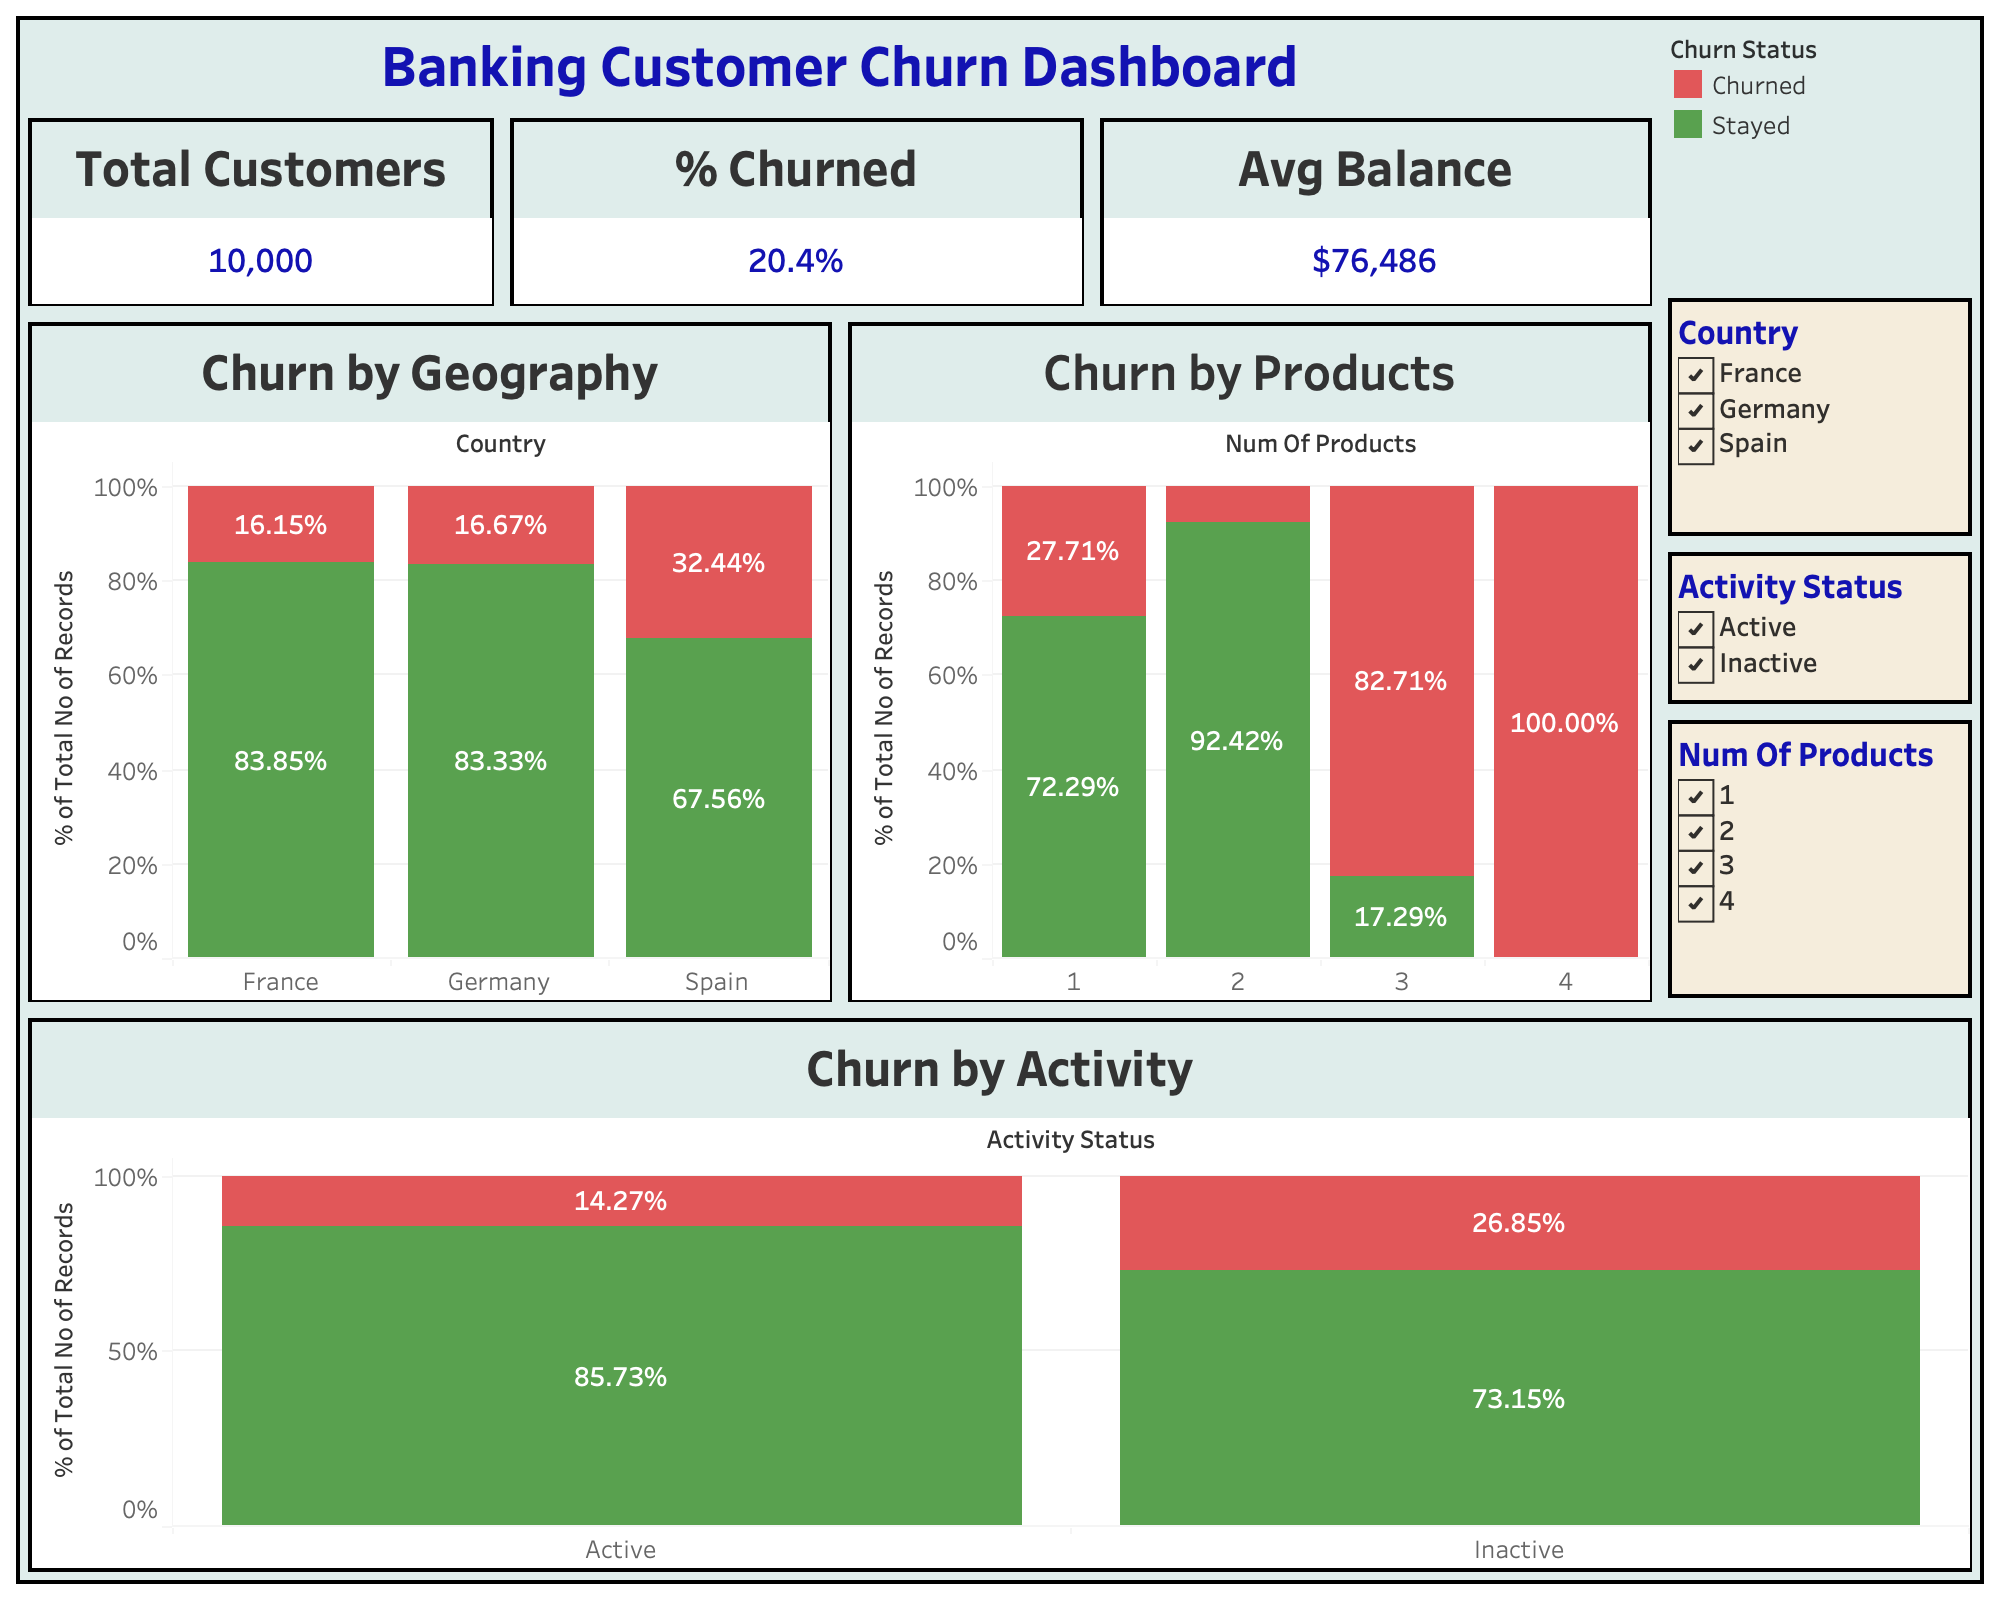 Banking Customer Churn Dashboard
Churn Status
Churned
Stayed
Total Customers
10,000
% Churned
20.4%
Avg Balance
$76,486
Churn by Geography
Country
% of Total No of Records
100%
80%
60%
40%
20%
0%
16.15%
16.67%
32.44%
83.85%
83.33%
67.56%
France
Germany
Spain
Churn by Products
Num Of Products
% of Total No of Records
100%
80%
60%
40%
20%
0%
27.71%
82.71%
100.00%
72.29%
92.42%
17.29%
1
2
3
4
Country
France
Germany
Spain
Activity Status
Active
Inactive
Num Of Products
1
2
3
4
Churn by Activity
Activity Status
% of Total No of Records
100%
50%
0%
14.27%
26.85%
85.73%
73.15%
Active
Inactive